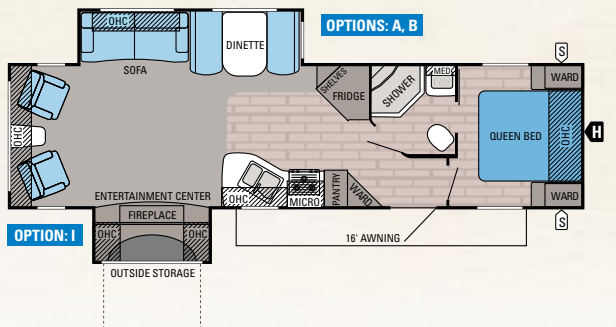 OHC
OPTIONS: A, B
DINETTE
SOFA
S
MED
SHELVES
FRIDGE
SHOWER
WARD
OHC
QUEEN BED
OHC
H
ENTERTAINMENT CENTER
OHC
MICRO
PANTRY
WARD
WARD
FIREPLACE
S
OPTION: I
OHC
OHC
16' AWNING
OUTSIDE STORAGE